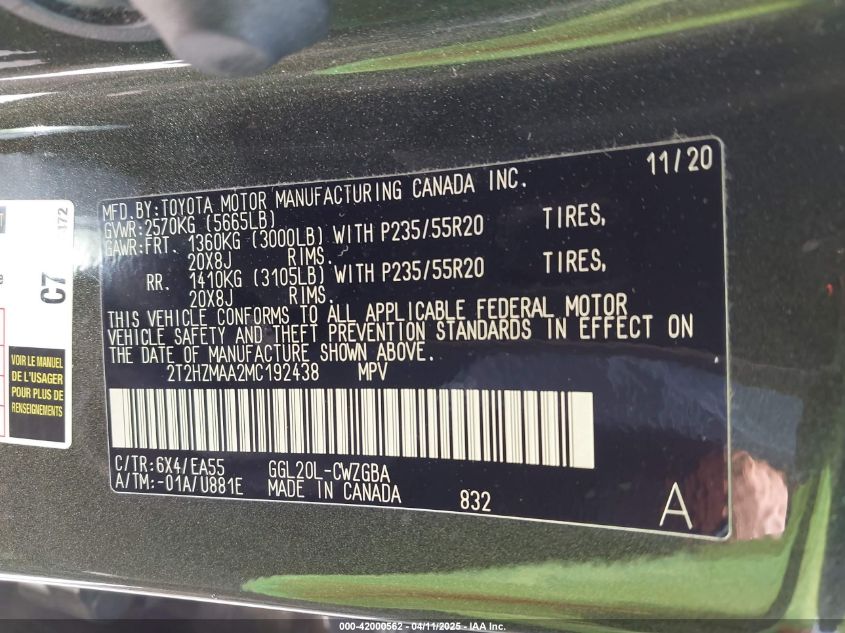 MFD.BY:TOYOTA MOTOR MANUFACTURING CANADA INC. 11/20
GVWR:2570KG (5665LB)
GAWR:FRT. 1360KG (3000LB) WITH P235/55R20 TIRES,
20X8J RIMS.
RR. 1410KG (3105LB) WITH P235/55R20 TIRES,
20X8J RIMS.
THIS VEHICLE CONFORMS TO ALL APPLICABLE FEDERAL MOTOR
VEHICLE SAFETY AND THEFT PREVENTION STANDARDS IN EFFECT ON
THE DATE OF MANUFACTURE SHOWN ABOVE.
2T2HZMAA2MC192438 MPV
C/TR:6X4/EA55 GGL20L-CWZGBA
A/TM:-01A/U881E MADE IN CANADA 832 A
C7
VOIR LE MANUEL
DE L'USAGER
POUR PLUS DE
RENSEIGNEMENTS
000-42000562 - 04/11/2025 - © IAA Inc.